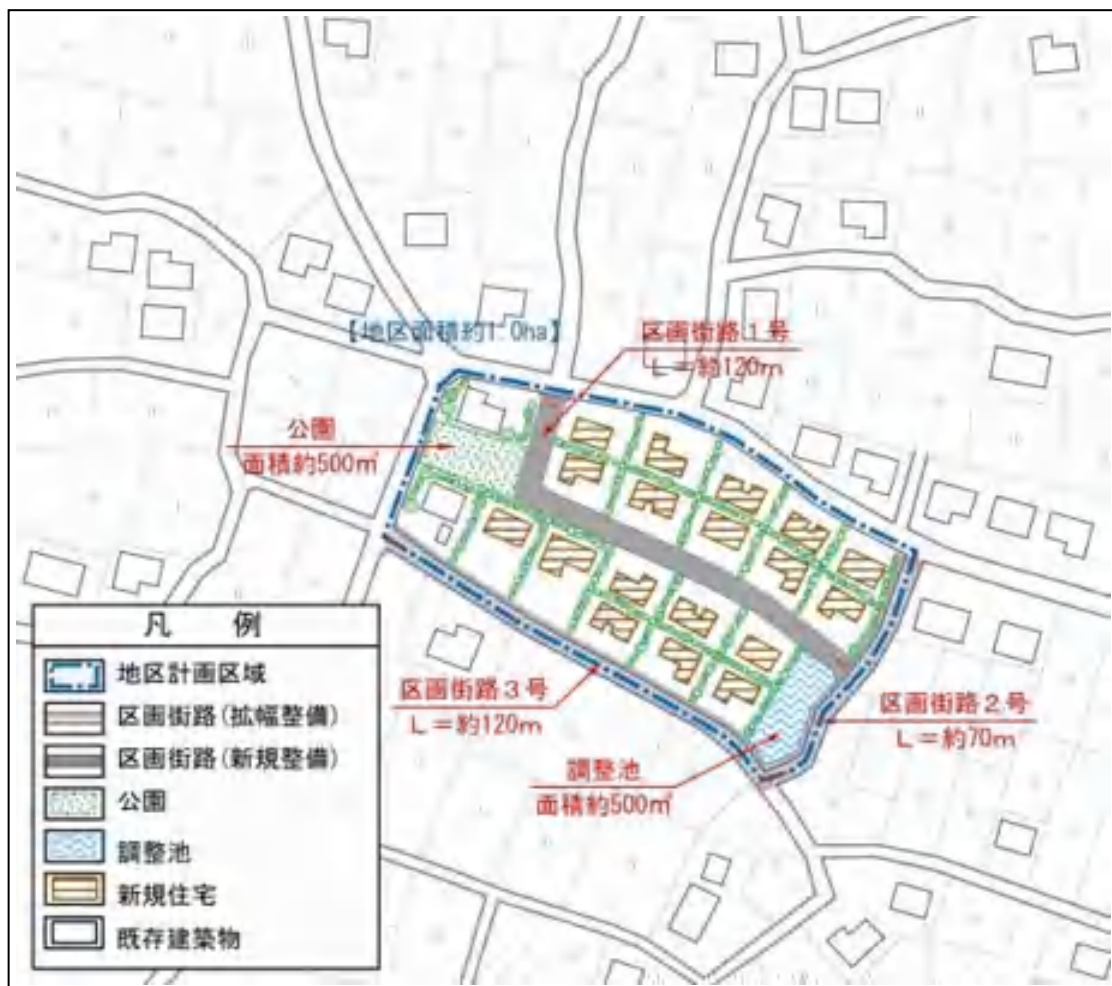 【地区面積約1.0ha】
区画街路1号
L=約120m
公園
面積約500㎡
区画街路3号
L=約120m
区画街路2号
L=約70m
調整池
面積約500㎡
凡 例
地区計画区域
区画街路(拡幅整備)
区画街路(新規整備)
公園
調整池
新規住宅
既存建築物